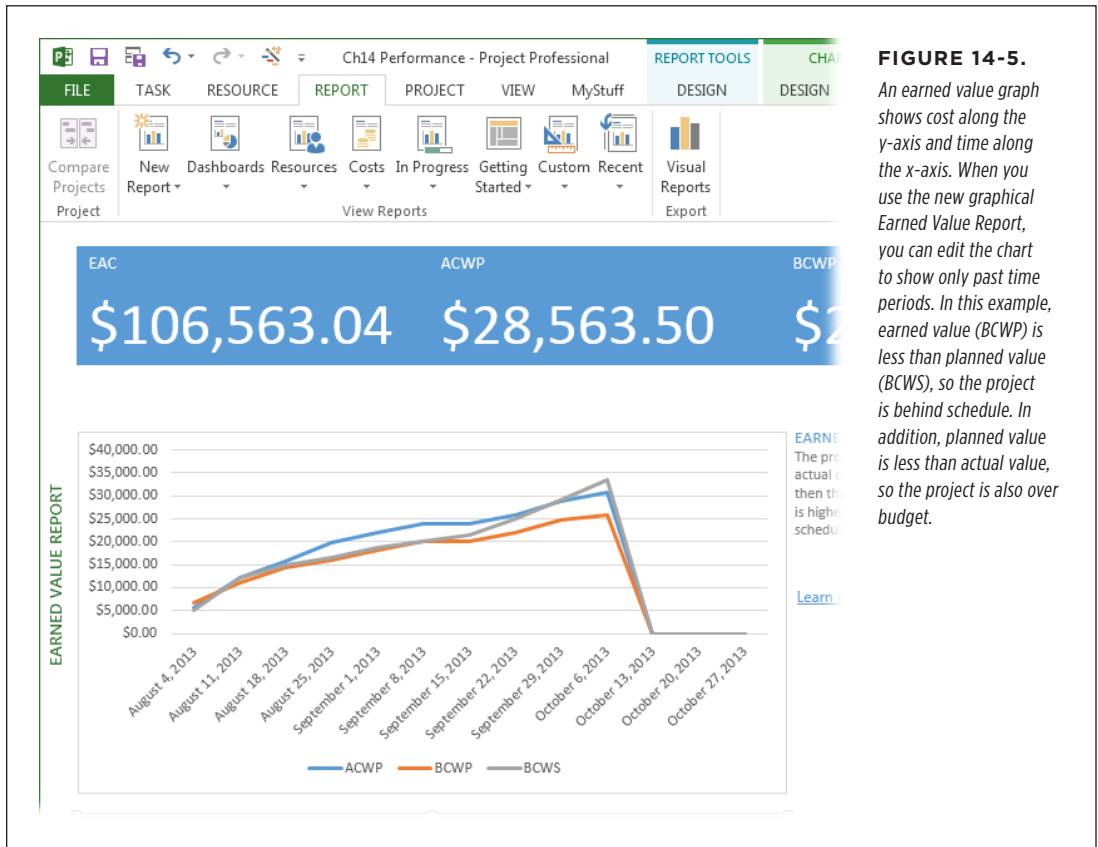 Ch14 Performance - Project Professional
REPORT TOOLS
FILE
TASK
RESOURCE
REPORT
PROJECT
VIEW
MyStuff
DESIGN
DESIGN
Compare
Projects
New
Report
Dashboards
Resources
Costs
In Progress
Getting
Started
Custom
Recent
Visual
Reports
Project
View Reports
Export
EAC
ACWP
BCWP
$106,563.04
$28,563.50
EARNED VALUE REPORT
$40,000.00
$35,000.00
$30,000.00
$25,000.00
$20,000.00
$15,000.00
$10,000.00
$5,000.00
$0.00
August 4, 2013
August 11, 2013
August 18, 2013
August 25, 2013
September 1, 2013
September 8, 2013
September 15, 2013
September 22, 2013
September 29, 2013
October 6, 2013
October 13, 2013
October 20, 2013
October 27, 2013
ACWP
BCWP
BCWS
The
actual
then
is
Learn
FIGURE 14-5.
An earned value graph
shows cost along the
y-axis and time along
the x-axis. When you
use the new graphical
Earned Value Report,
you can edit the chart
to show only past time
periods. In this example,
earned value (BCWP) is
less than planned value
(BCWS), so the project
is behind schedule. In
addition, planned value
is less than actual value,
so the project is also over
budget.